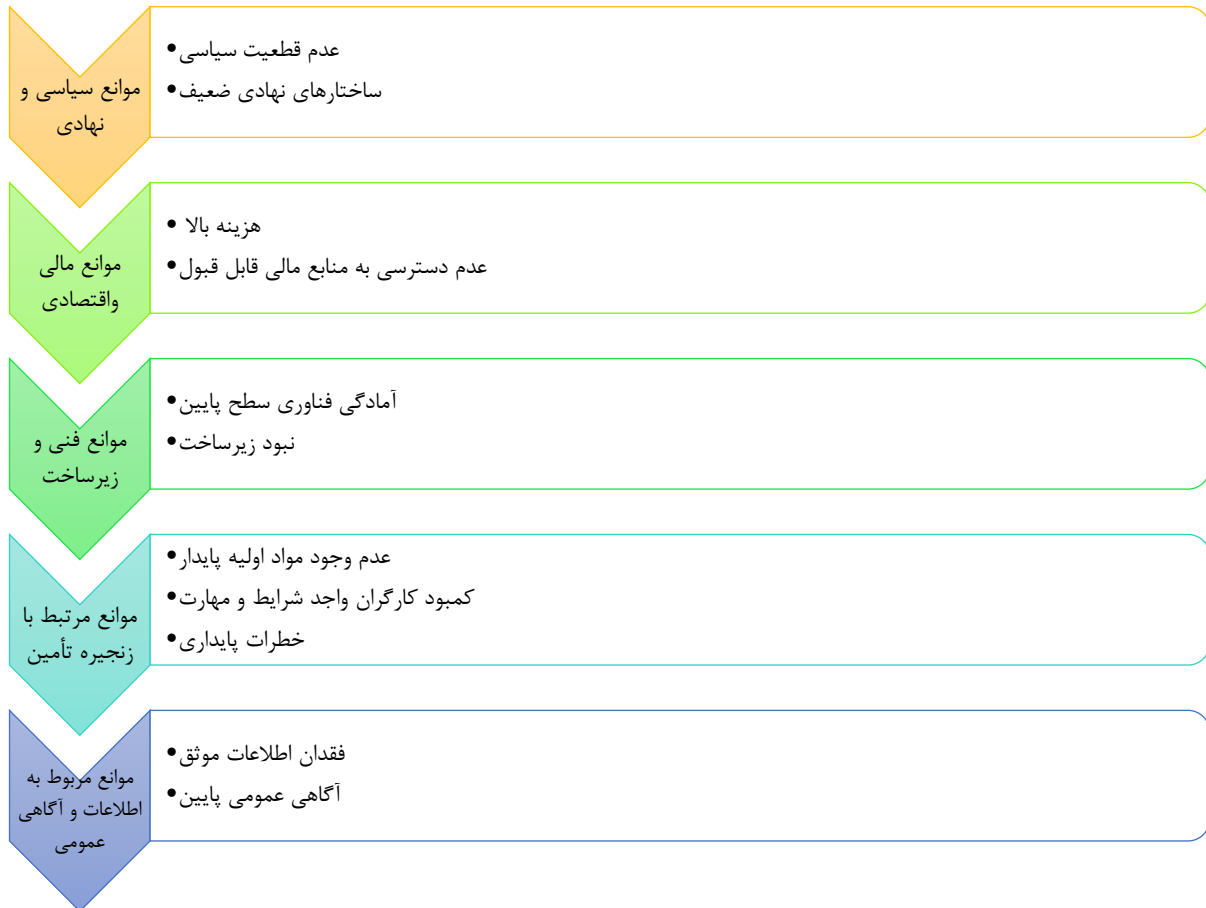 موانع سیاسی و
نهادی
•عدم قطعیت سیاسی
•ساختارهای نهادی ضعیف
موانع مالی
واقتصادی
• هزینه بالا
•عدم دسترسی به منابع مالی قابل قبول
موانع فنی و
زیرساخت
•آمادگی فناوری سطح پایین
•نبود زیرساخت
موانع مرتبط با
زنجیره تأمین
•عدم وجود مواد اولیه پایدار
•کمبود کارگران واجد شرایط و مهارت
•خطرات پایداری
موانع مربوط به
اطلاعات و آگاهی
عمومی
•فقدان اطلاعات موثق
•آگاهی عمومی پایین